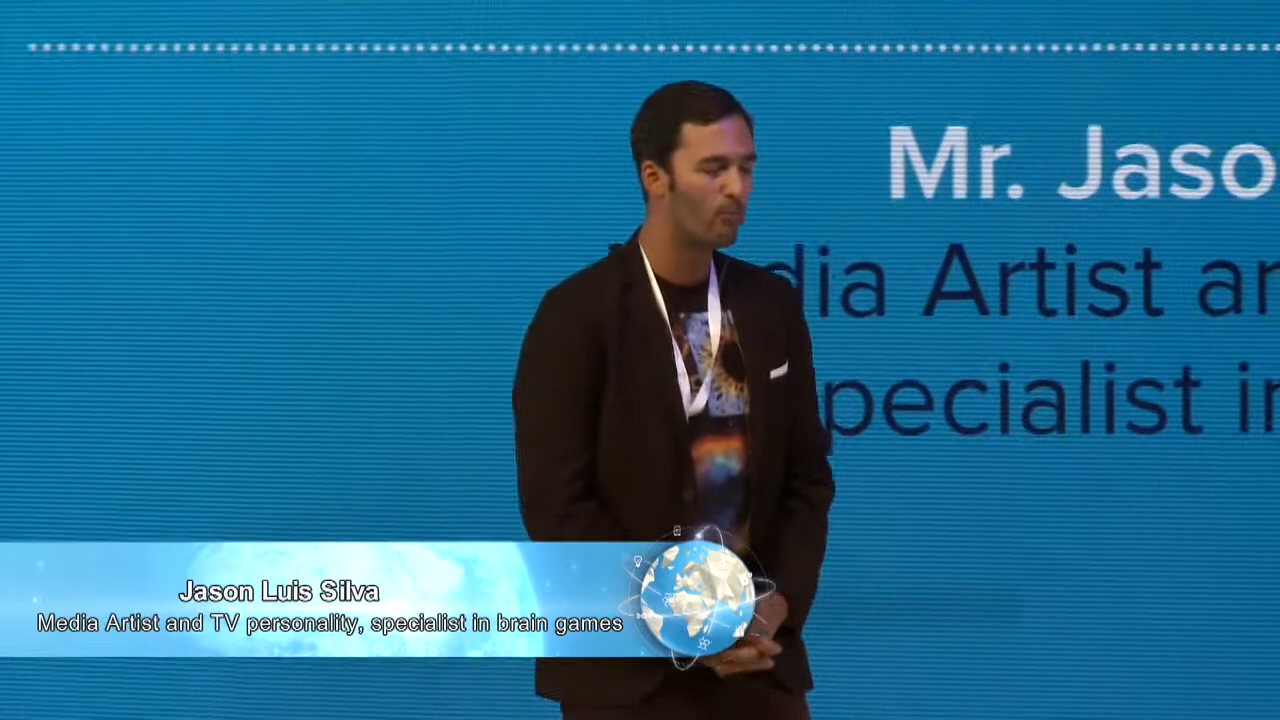 Mr. Jaso
dia Artist an
pecialist in
Jason Luis Silva
Media Artist and TV personality, specialist in brain games